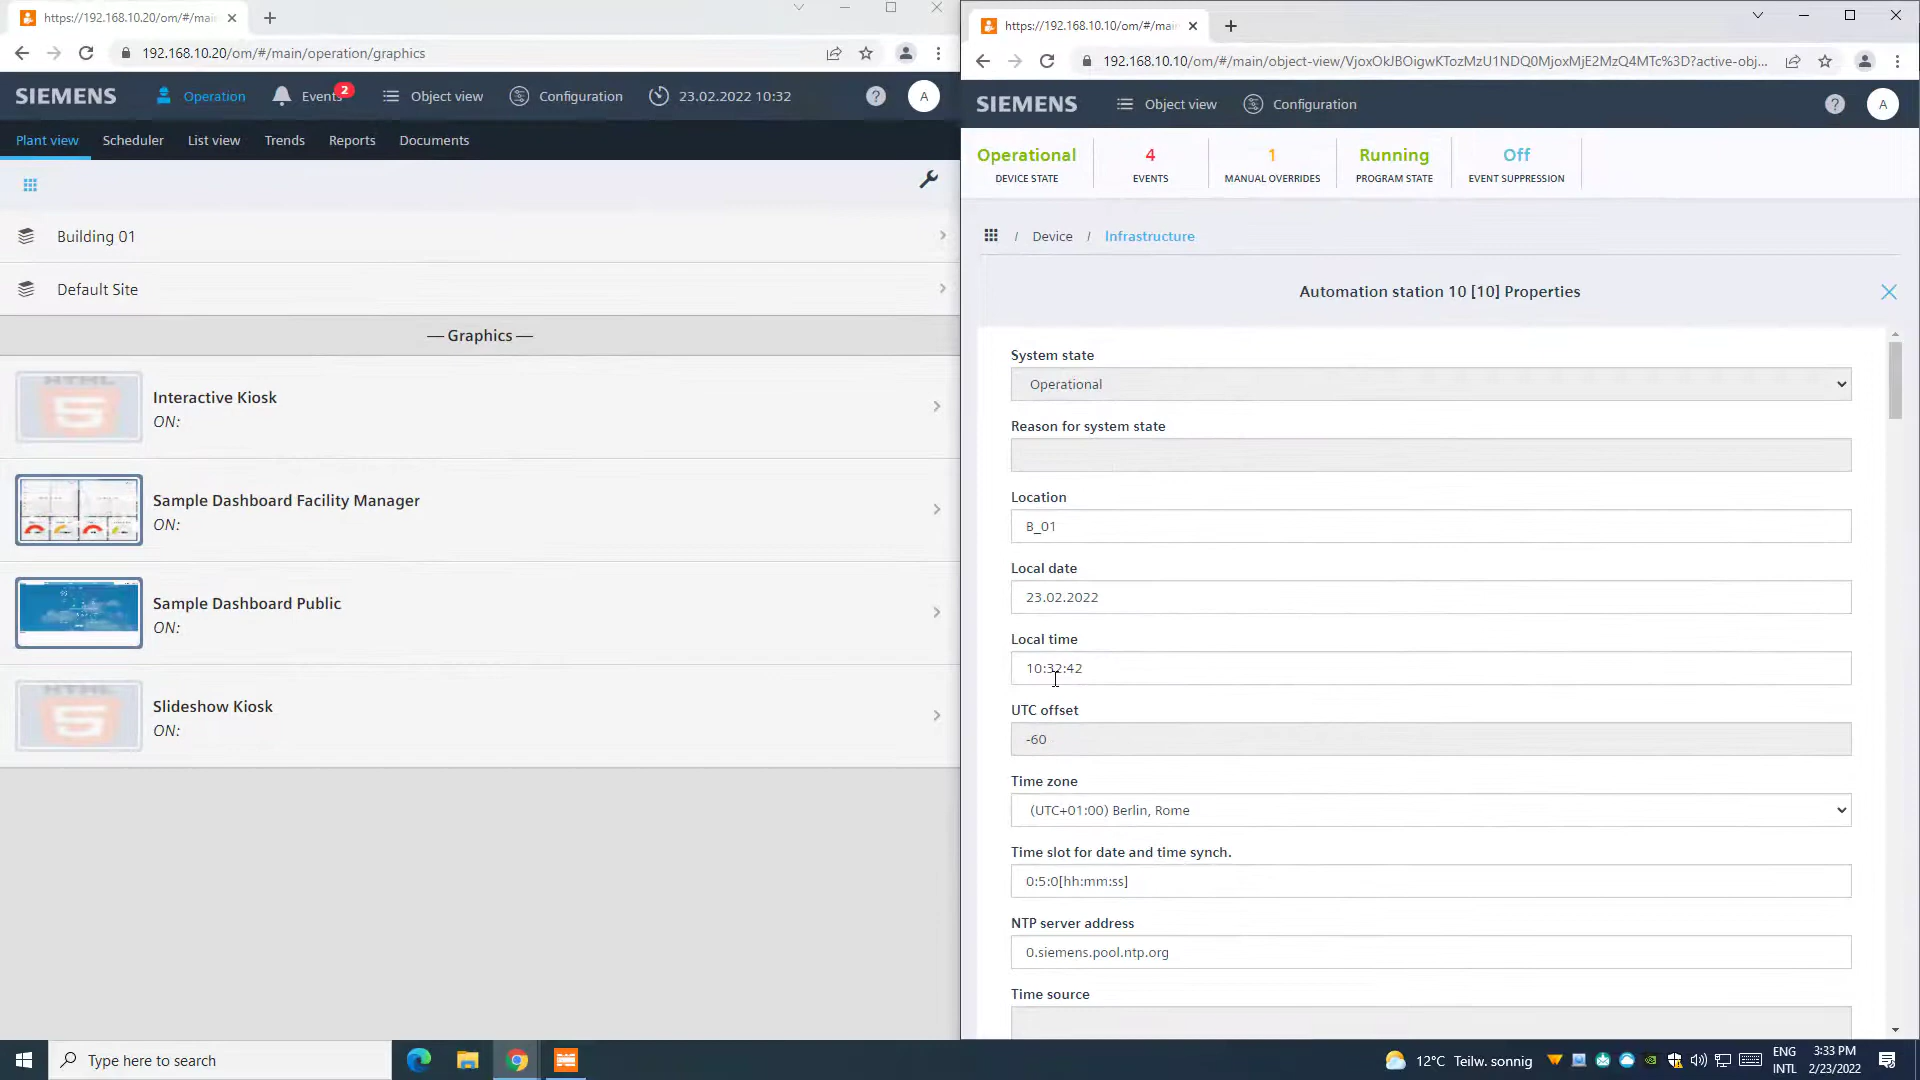 https://192.168.10.20/om/#/mai
192.168.10.20/om/#/main/operation/graphics
SIEMENS
Operation
Events
2
Object view
Configuration
23.02.2022 10:32
?
A
Plant view
Scheduler
List view
Trends
Reports
Documents
Building 01
Default Site
— Graphics —
Interactive Kiosk
ON:
Sample Dashboard Facility Manager
ON:
Sample Dashboard Public
ON:
Slideshow Kiosk
ON:
https://192.168.10.10/om/#/mai
192.168.10.10/om/#/main/object-view/VjoxOkJBOigwKTozMzU1NDQ0MjoxMjE2MzQ4MTc%3D?active-obj...
SIEMENS
Object view
Configuration
?
A
Operational
DEVICE STATE
4
EVENTS
1
MANUAL OVERRIDES
Running
PROGRAM STATE
Off
EVENT SUPPRESSION
/ Device / Infrastructure
Automation station 10 [10] Properties
System state
Operational
Reason for system state
Location
B_01
Local date
23.02.2022
Local time
10:32:42
UTC offset
-60
Time zone
(UTC+01:00) Berlin, Rome
Time slot for date and time synch.
0:5:0[hh:mm:ss]
NTP server address
0.siemens.pool.ntp.org
Time source
Type here to search
12°C Teilw. sonnig
ENG
INTL
3:33 PM
2/23/2022